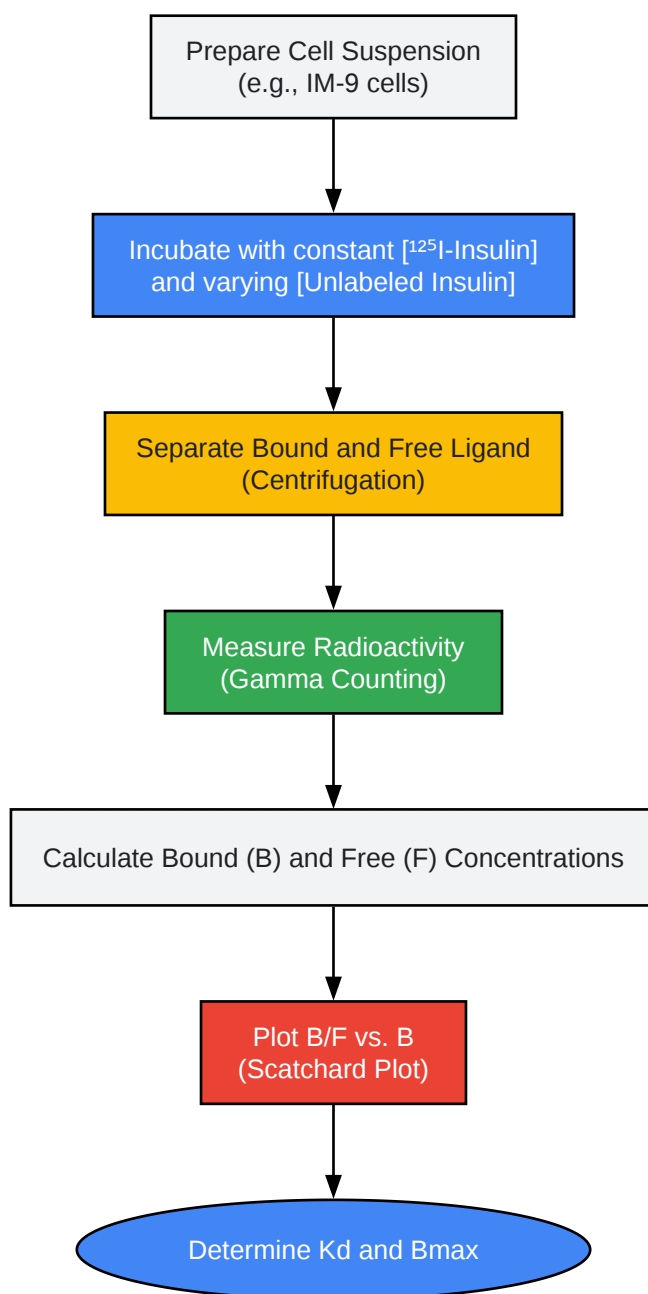 Prepare Cell Suspension
(e.g., IM-9 cells)
Incubate with constant [¹²⁵I-Insulin]
and varying [Unlabeled Insulin]
Separate Bound and Free Ligand
(Centrifugation)
Measure Radioactivity
(Gamma Counting)
Calculate Bound (B) and Free (F) Concentrations
Plot B/F vs. B
(Scatchard Plot)
Determine Kd and Bmax